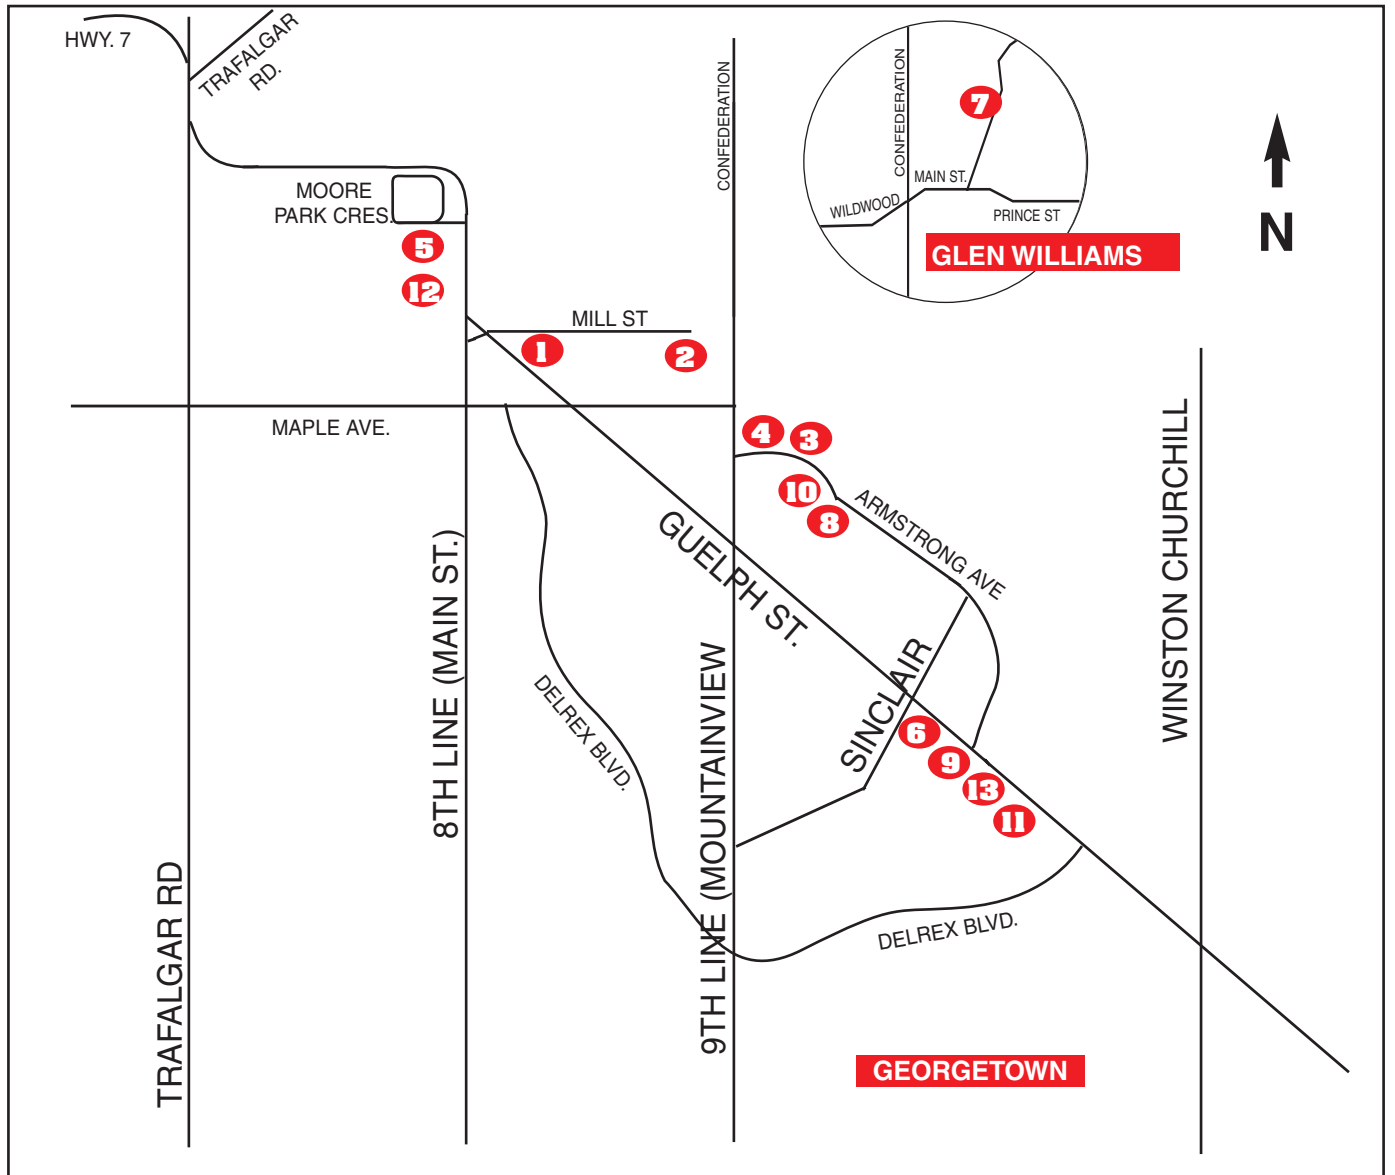 HWY. 7
TRAFALGAR
RD.
CONFEDERATION
CONFEDERATION
7
MAIN ST.
WILDWOOD
PRINCE ST
GLEN WILLIAMS
N
MOORE
PARK CRES.
5
12
MILL ST
1
2
MAPLE AVE.
4
3
10
8
ARMSTRONG AVE
GUELPH ST.
WINSTON CHURCHILL
8TH LINE (MAIN ST.)
DELREX BLVD.
9TH LINE (MOUNTAINVIEW
SINCLAIR
6
9
13
11
TRAFALGAR RD
DELREX BLVD.
GEORGETOWN